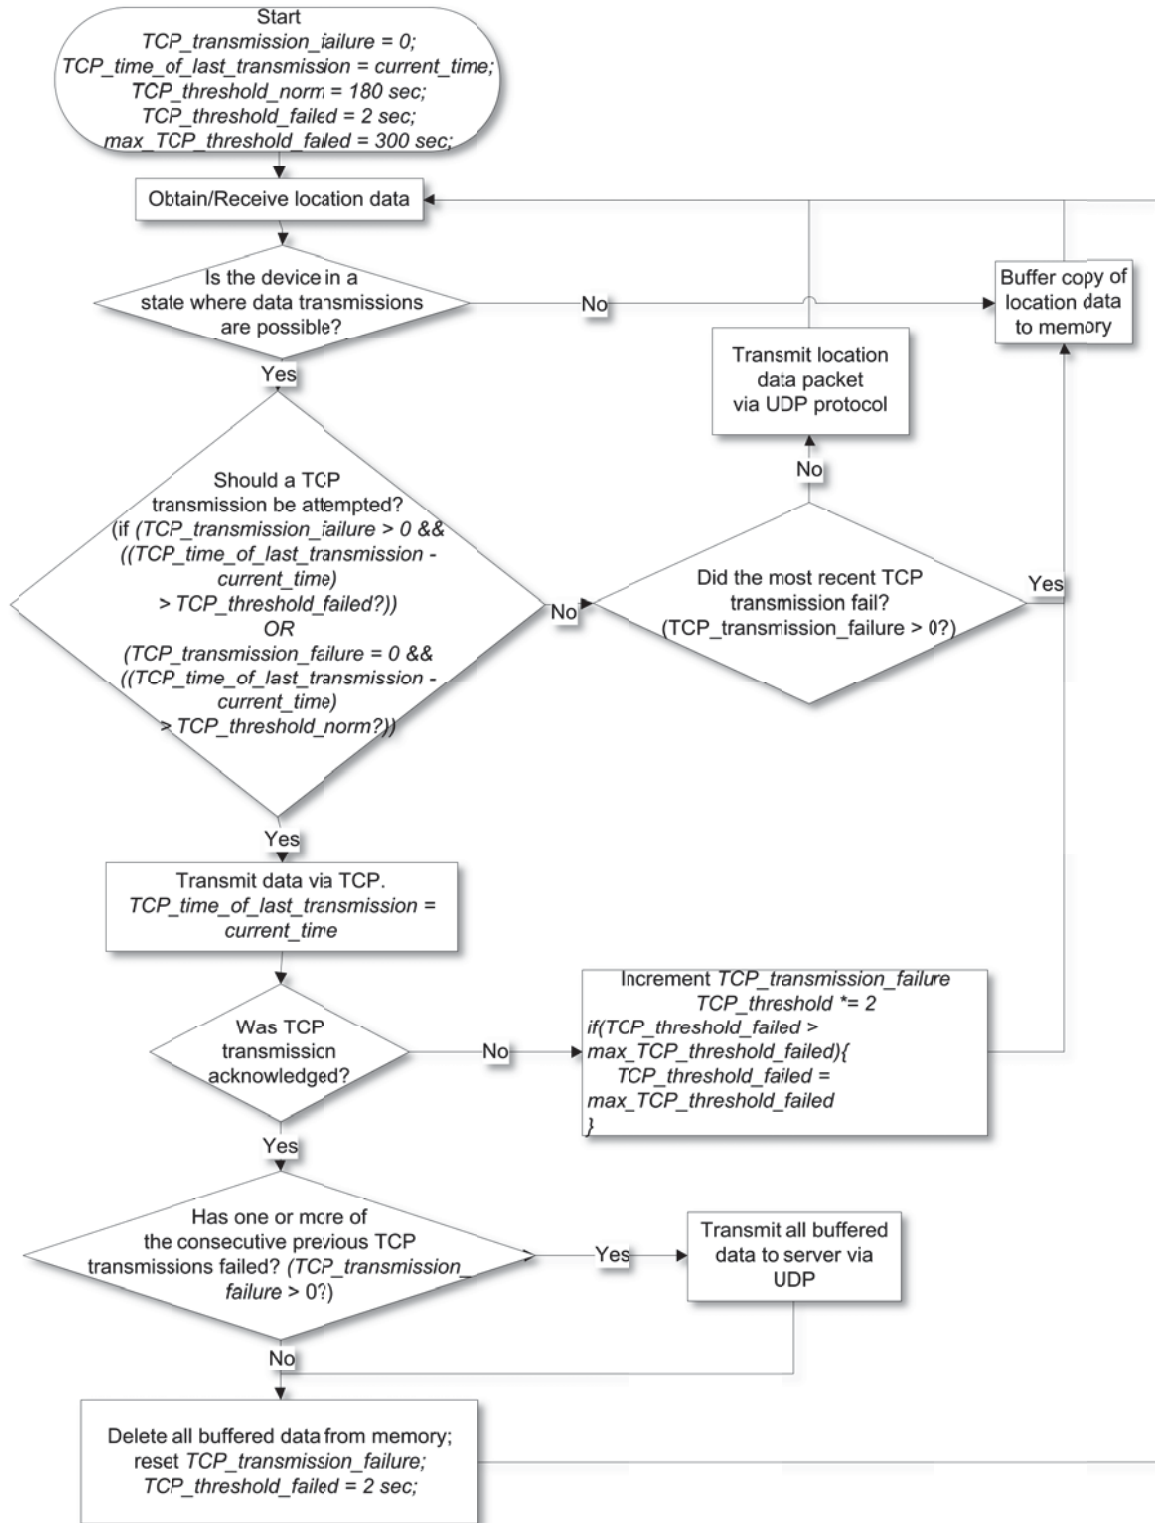 Start
TCP_transmission_failure = 0;
TCP_time_of_last_transmission = current_time;
TCP_threshold_norm = 180 sec;
TCP_threshold_failed = 2 sec;
max_TCP_threshold_failed = 300 sec;
Obtain/Receive location data
Is the device in a
state where data transmissions
are possible?
No
Buffer copy of
location data
to memory
Yes
Transmit location
data packet
via UDP protocol
No
Should a TCP
transmission be attempted?
(if (TCP_transmission_failure > 0 &&
((TCP_time_of_last_transmission -
current_time)
> TCP_threshold_failed?))
OR
(TCP_transmission_failure = 0 &&
((TCP_time_of_last_transmission -
current_time)
> TCP_threshold_norm?))
No
Did the most recent TCP
transmission fail?
(TCP_transmission_failure > 0?)
Yes
Yes
Transmit data via TCP.
TCP_time_of_last_transmission =
current_time
Was TCP
transmission
acknowledged?
No
Increment TCP_transmission_failure
TCP_threshold *= 2
if(TCP_threshold_failed >
max_TCP_threshold_failed){
TCP_threshold_failed =
max_TCP_threshold_failed
}
Yes
Has one or more of
the consecutive previous TCP
transmissions failed? (TCP_transmission_
failure > 0?)
Yes
Transmit all buffered
data to server via
UDP
No
Delete all buffered data from memory;
reset TCP_transmission_failure;
TCP_threshold_failed = 2 sec;